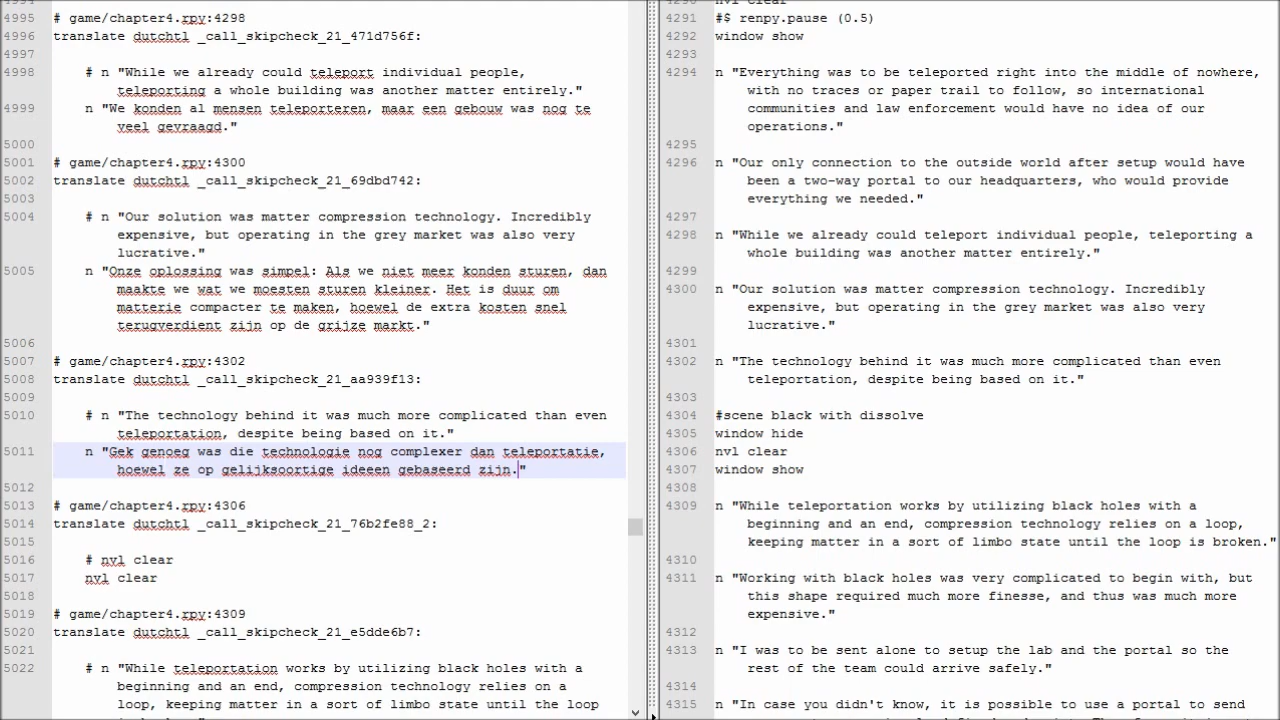 4994
# game/chapter4.rpy:4298
4996 translate dutchtl _call_skipcheck_21_471d756f:
4997
4998 # n "While we already could teleport individual people,
teleporting a whole building was another matter entirely."
4999 n "We konden al mensen teleporteren, maar een gebouw was nog te
veel gevraagd."
5000
5001 # game/chapter4.rpy:4300
5002 translate dutchtl _call_skipcheck_21_69dbd742:
5003
5004 # n "Our solution was matter compression technology. Incredibly
expensive, but operating in the grey market was also very
lucrative."
5005 n "Onze oplossing was simpel: Als we niet meer konden sturen, dan
maakte we wat we moesten sturen kleiner. Het is duur om
matterie compacter te maken, hoewel de extra kosten snel
terugverdient zijn op de grijze markt."
5006
5007 # game/chapter4.rpy:4302
5008 translate dutchtl _call_skipcheck_21_aa939f13:
5009
5010 # n "The technology behind it was much more complicated than even
teleportation, despite being based on it."
5011 n "Gek genoeg was die technologie nog complexer dan teleportatie,
hoewel ze op gelijksoortige ideeen gebaseerd zijn."
5012
5013 # game/chapter4.rpy:4306
5014 translate dutchtl _call_skipcheck_21_76b2fe88_2:
5015
5016 # nvl clear
5017 nvl clear
5018
5019 # game/chapter4.rpy:4309
5020 translate dutchtl _call_skipcheck_21_e5dde6b7:
5021
5022 # n "While teleportation works by utilizing black holes with a
beginning and an end, compression technology relies on a
loop, keeping matter in a sort of limbo state until the loop
4290 nvl clear
4291 #$ renpy.pause (0.5)
4292 window show
4293
4294 n "Everything was to be teleported right into the middle of nowhere,
with no traces or paper trail to follow, so international
communities and law enforcement would have no idea of our
operations."
4295
4296 n "Our only connection to the outside world after setup would have
been a two-way portal to our headquarters, who would provide
everything we needed."
4297
4298 n "While we already could teleport individual people, teleporting a
whole building was another matter entirely."
4299
4300 n "Our solution was matter compression technology. Incredibly
expensive, but operating in the grey market was also very
lucrative."
4301
4302 n "The technology behind it was much more complicated than even
teleportation, despite being based on it."
4303
4304 #scene black with dissolve
4305 window hide
4306 nvl clear
4307 window show
4309 n "While teleportation works by utilizing black holes with a
beginning and an end, compression technology relies on a loop,
keeping matter in a sort of limbo state until the loop is broken."
4310
4311 n "Working with black holes was very complicated to begin with, but
this shape required much more finesse, and thus was much more
expensive."
4312
4313 n "I was to be sent alone to setup the lab and the portal so the
rest of the team could arrive safely."
4314
4315 n "In case you didn't know, it is possible to use a portal to send